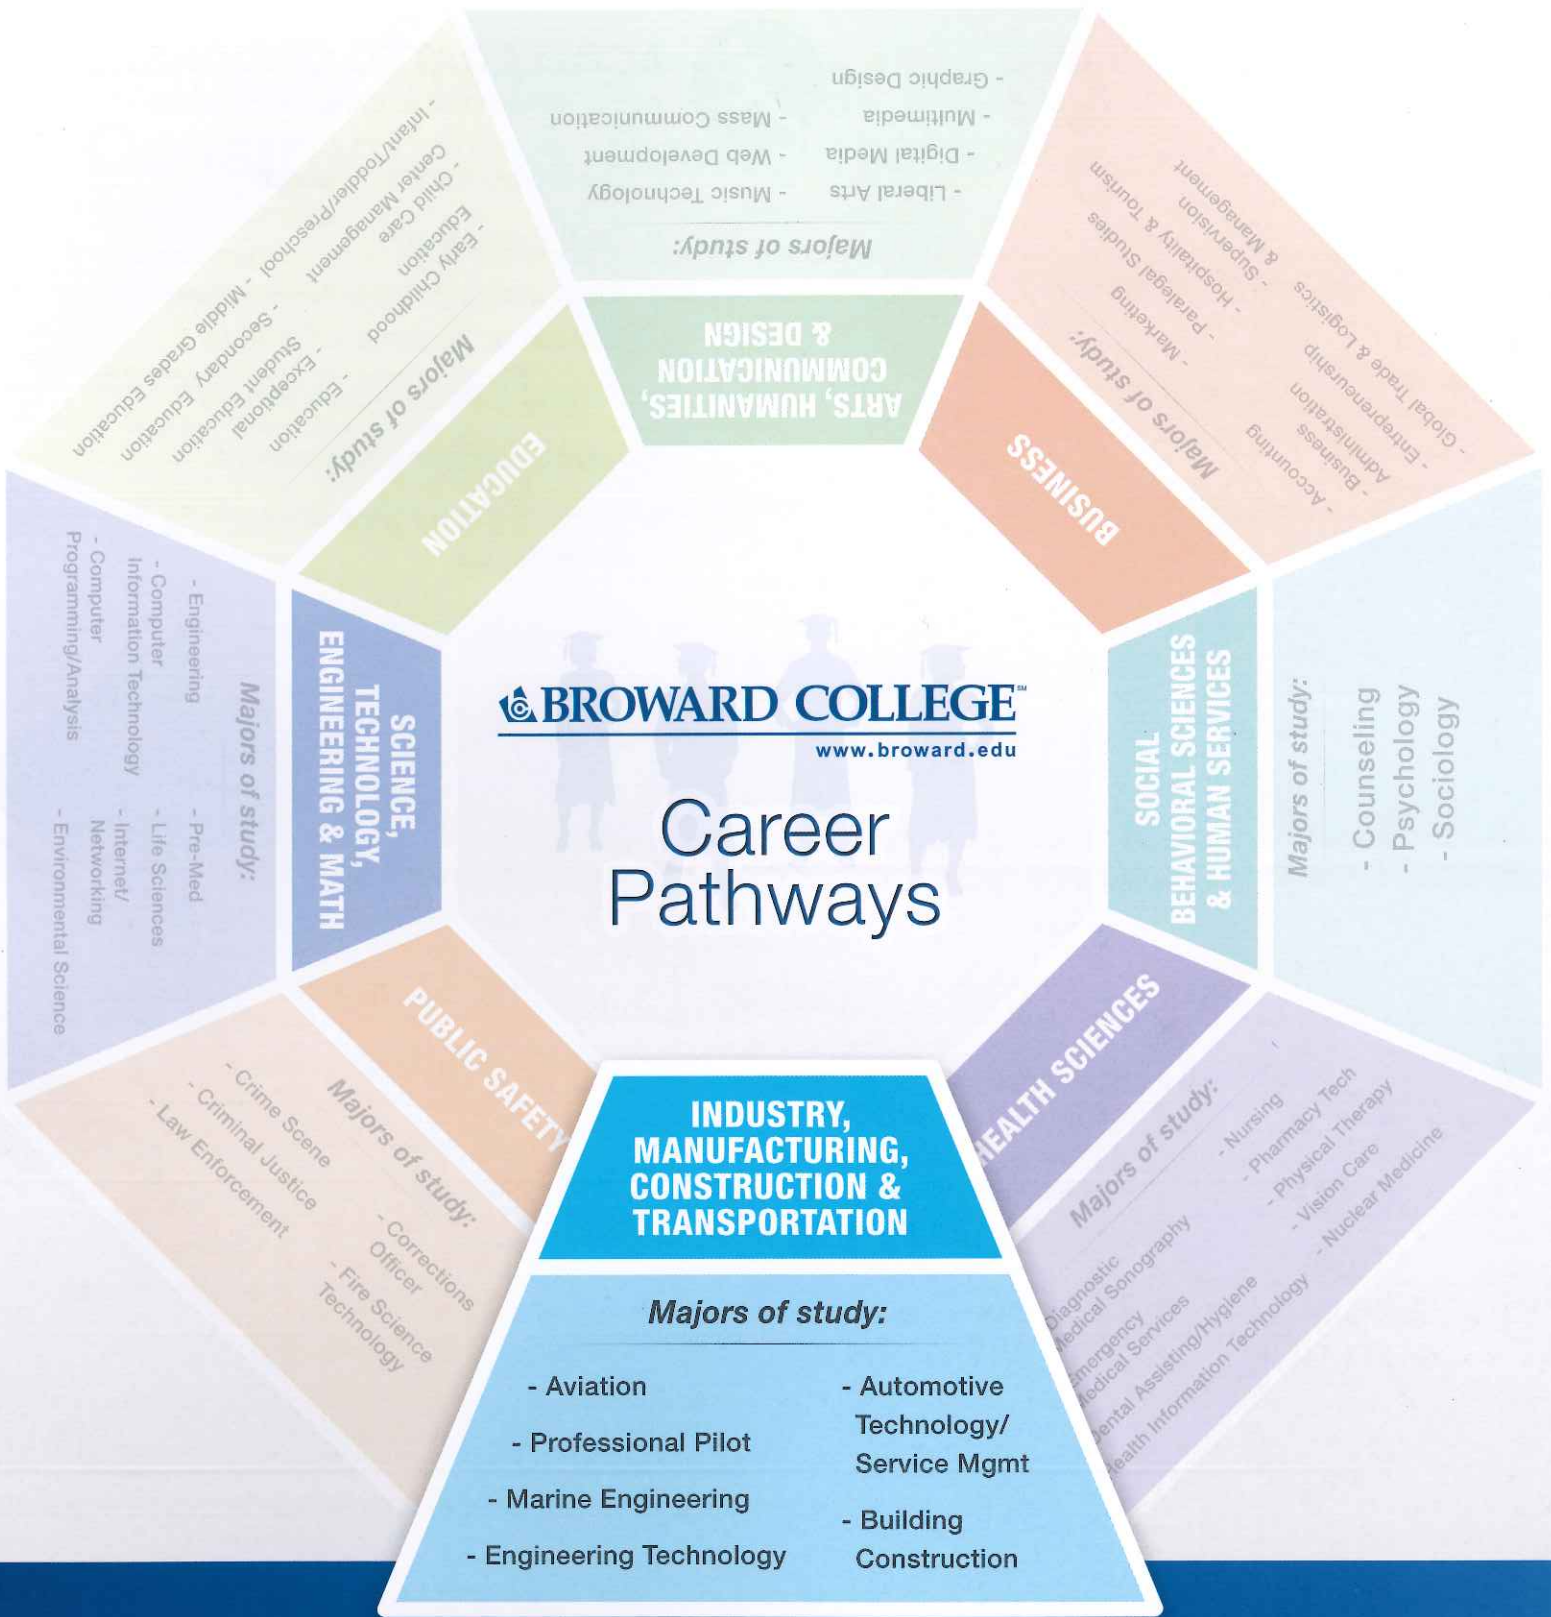 BROWARD COLLEGE℠
www.broward.edu
Career
Pathways
INDUSTRY,
MANUFACTURING,
CONSTRUCTION &
TRANSPORTATION
Majors of study:
- Aviation
- Professional Pilot
- Marine Engineering
- Engineering Technology
- Automotive
Technology/
Service Mgmt
- Building
Construction
PUBLIC SAFETY
Majors of study:
- Crime Scene
- Criminal Justice
- Law Enforcement
- Corrections
Officer
- Fire Science
Technology
SCIENCE,
TECHNOLOGY,
ENGINEERING & MATH
Majors of study:
- Engineering
- Computer
Information Technology
- Computer
Programming/Analysis
- Pre-Med
- Life Sciences
- Internet/
Networking
- Environmental Science
EDUCATION
Majors of study:
- Early Childhood
Education
- Child Care
Center Management
- Infant/Toddler/Preschool
- Education
- Exceptional
Student Education
- Secondary Education
- Middle Grades Education
ARTS, HUMANITIES,
COMMUNICATION
& DESIGN
Majors of study:
- Liberal Arts
- Digital Media
- Multimedia
- Graphic Design
- Music Technology
- Web Development
- Mass Communication
BUSINESS
Majors of study:
- Accounting
- Business
Administration
- Entrepreneurship
- Global Trade & Logistics
- Marketing
- Paralegal Studies
- Hospitality & Tourism
- Supervision
& Management
SOCIAL
BEHAVIORAL SCIENCES
& HUMAN SERVICES
Majors of study:
- Counseling
- Psychology
- Sociology
HEALTH SCIENCES
Majors of study:
Diagnostic
Medical Sonography
Emergency
Medical Services
Dental Assisting/Hygiene
Health Information Technology
- Nursing
- Pharmacy Tech
- Physical Therapy
- Vision Care
- Nuclear Medicine